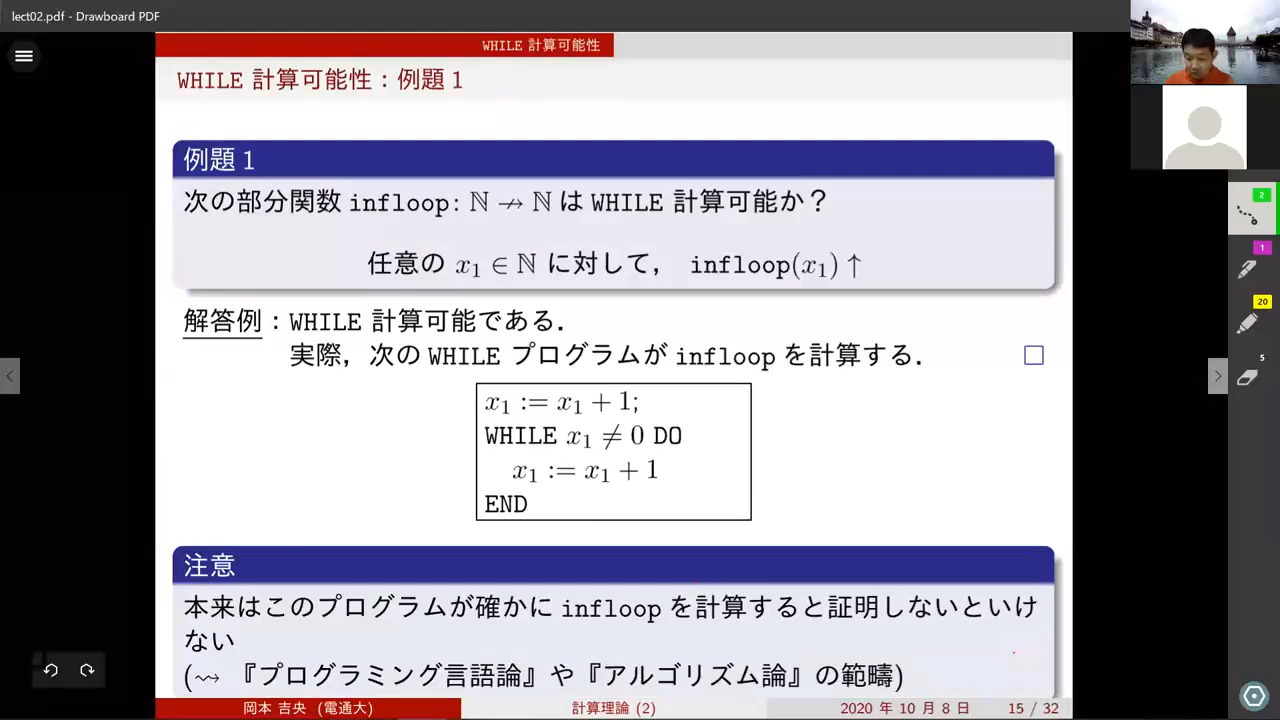 lect02.pdf - Drawboard PDF
WHILE 計算可能性
WHILE 計算可能性：例題 1
例題 1
次の部分関数 infloop: ℕ ⇸ ℕ は WHILE 計算可能か？
任意の x₁ ∈ ℕ に対して， infloop(x₁) ↑
解答例：WHILE 計算可能である．
実際，次の WHILE プログラムが infloop を計算する． □
x₁ := x₁ + 1;
WHILE x₁ ≠ 0 DO
x₁ := x₁ + 1
END
注意
本来はこのプログラムが確かに infloop を計算すると証明しないといけ
ない
(⇝ 『プログラミング言語論』や『アルゴリズム論』の範疇)
岡本 吉央 (電通大)
計算理論 (2)
2020 年 10 月 8 日
15 / 32
2
1
20
5